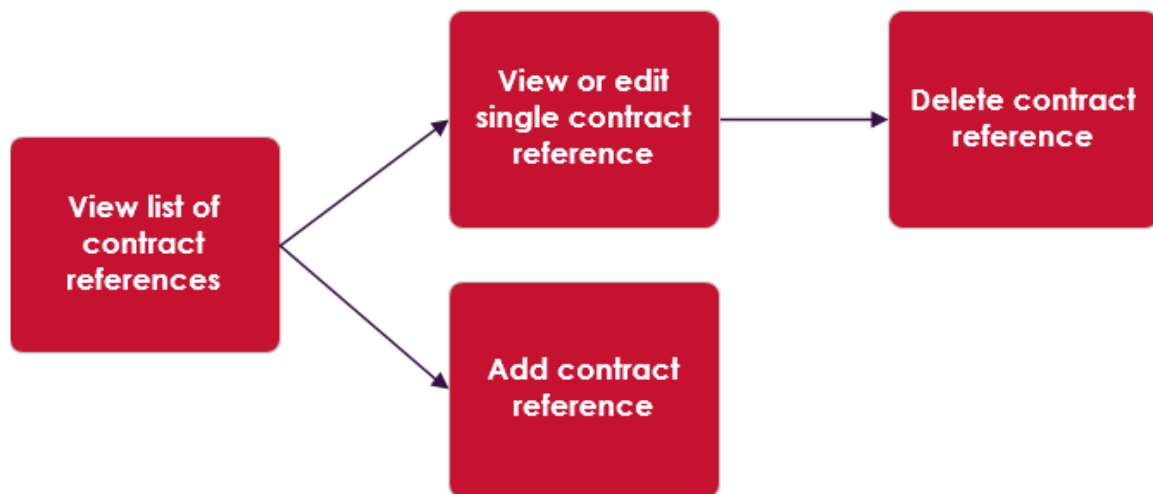 View list of
contract
references
View or edit
single contract
reference
Delete contract
reference
Add contract
reference